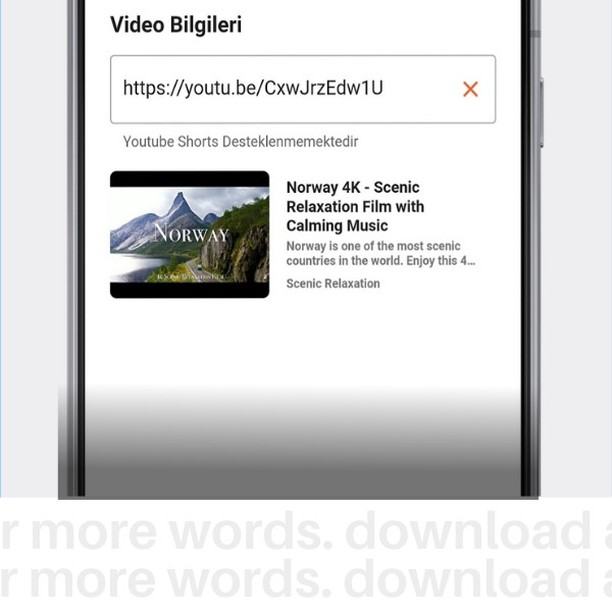 Video Bilgileri
https://youtu.be/CxwJrzEdw1U
Youtube Shorts Desteklenmemektedir
NORWAY
Norway 4K - Scenic
Relaxation Film with
Calming Music
Norway is one of the most scenic
countries in the world. Enjoy this 4...
Scenic Relaxation
r more words. download a
r more words. download a